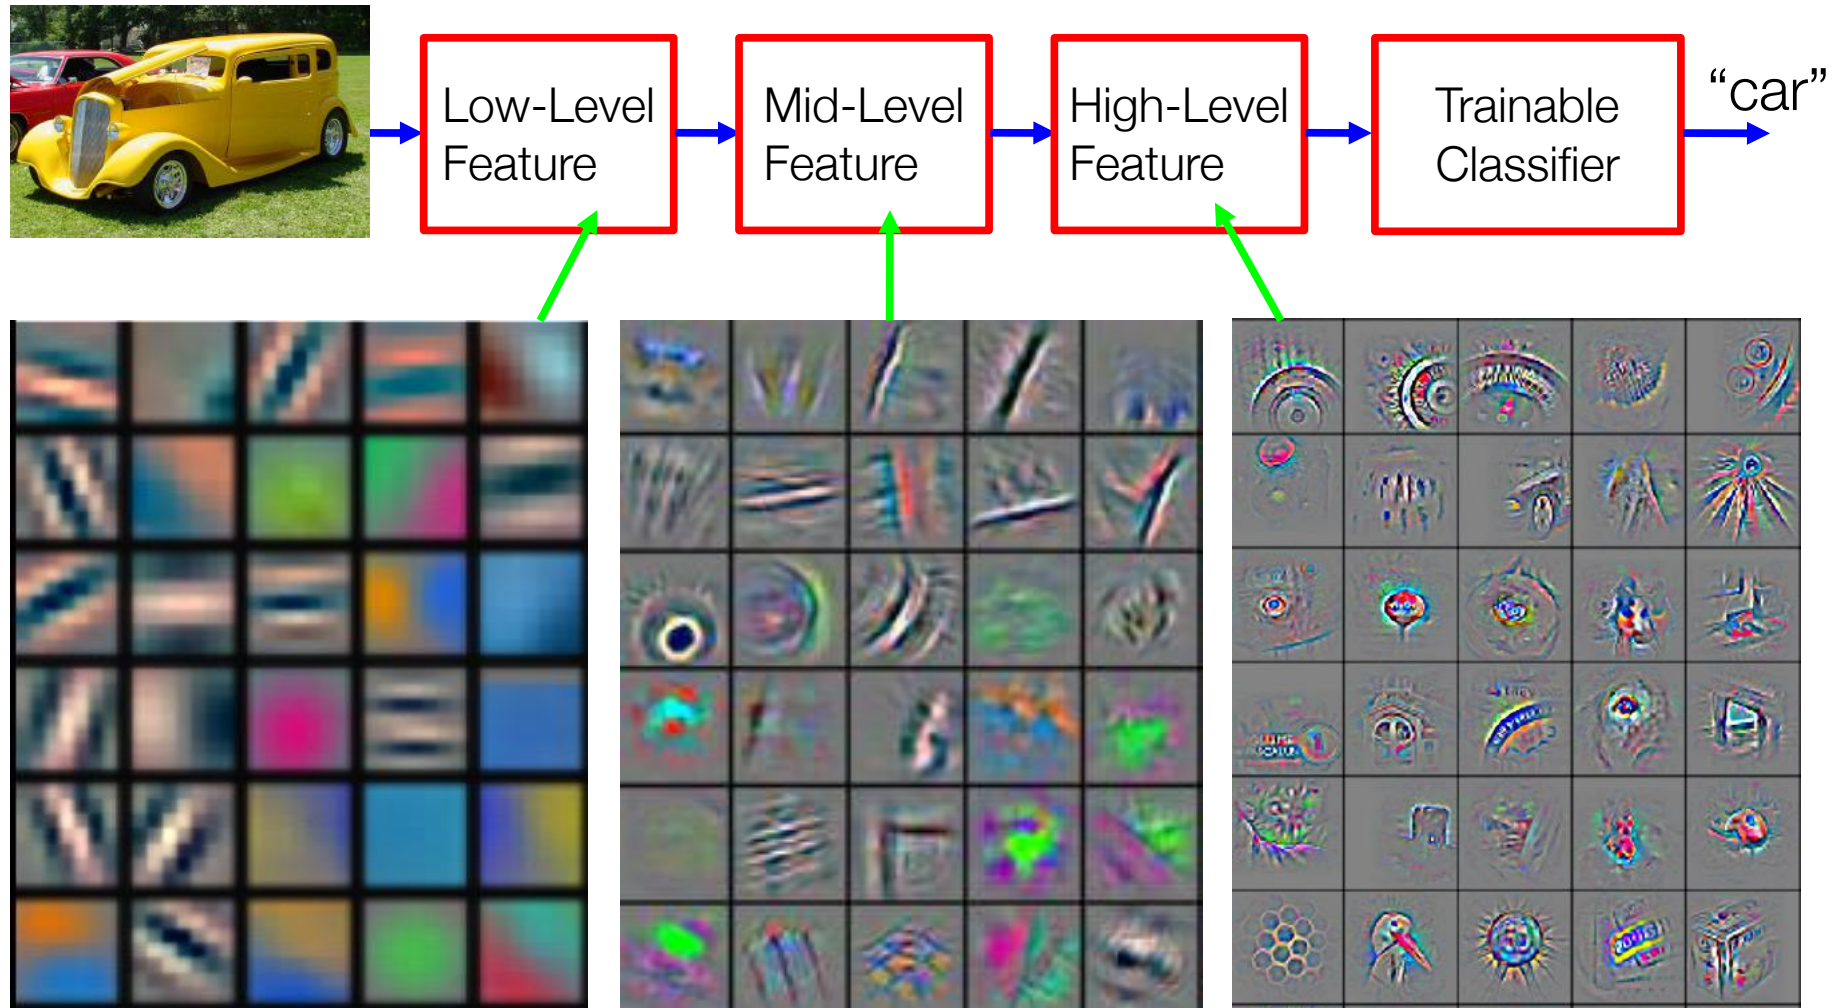 Low-Level
Feature
Mid-Level
Feature
High-Level
Feature
Trainable
Classifier
“car”